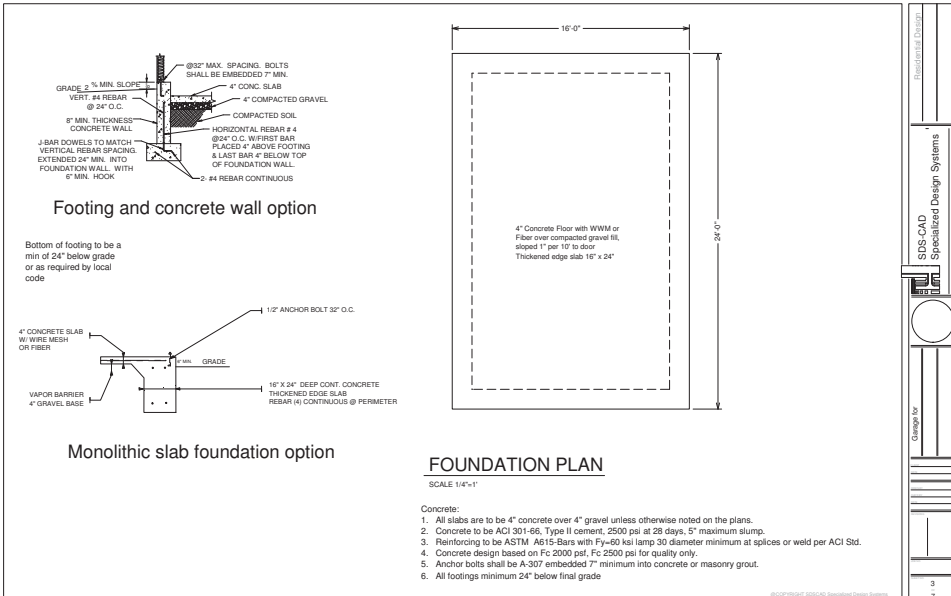 @32" MAX. SPACING. BOLTS
SHALL BE EMBEDDED 7" MIN.
4" CONC. SLAB
4" COMPACTED GRAVEL
COMPACTED SOIL
HORIZONTAL REBAR # 4
@24" O.C. W/FIRST BAR
PLACED 4" ABOVE FOOTING
& LAST BAR 4" BELOW TOP
OF FOUNDATION WALL.
2- #4 REBAR CONTINUOUS
GRADE 2 % MIN. SLOPE
VERT. #4 REBAR
@ 24" O.C.
8" MIN. THICKNESS
CONCRETE WALL
J-BAR DOWELS TO MATCH
VERTICAL REBAR SPACING.
EXTENDED 24" MIN. INTO
FOUNDATION WALL. WITH
6" MIN. HOOK
Footing and concrete wall option
Bottom of footing to be a
min of 24" below grade
or as required by local
code
1/2" ANCHOR BOLT 32" O.C.
4" CONCRETE SLAB
W/ WIRE MESH
OR FIBER
MIN.
GRADE
VAPOR BARRIER
4" GRAVEL BASE
16" X 24" DEEP CONT. CONCRETE
THICKENED EDGE SLAB
REBAR (4) CONTINUOUS @ PERIMETER
Monolithic slab foundation option
16'-0"
24'-0"
4" Concrete Floor with WWM or
Fiber over compacted gravel fill,
sloped 1" per 10' to door
Thickened edge slab 16" x 24"
FOUNDATION PLAN
SCALE 1/4"=1'
Concrete:
1. All slabs are to be 4" concrete over 4" gravel unless otherwise noted on the plans.
2. Concrete to be ACI 301-66, Type II cement, 2500 psi at 28 days, 5" maximum slump.
3. Reinforcing to be ASTM A615-Bars with Fy=60 ksi lamp 30 diameter minimum at splices or weld per ACI Std.
4. Concrete design based on Fc 2000 psf, Fc 2500 psi for quality only.
5. Anchor bolts shall be A-307 embedded 7" minimum into concrete or masonry grout.
6. All footings minimum 24" below final grade
@COPYRIGHT SDSCAD Specialized Design Systems
Residential Design
SDS-CAD
Specialized Design Systems
Garage for
3